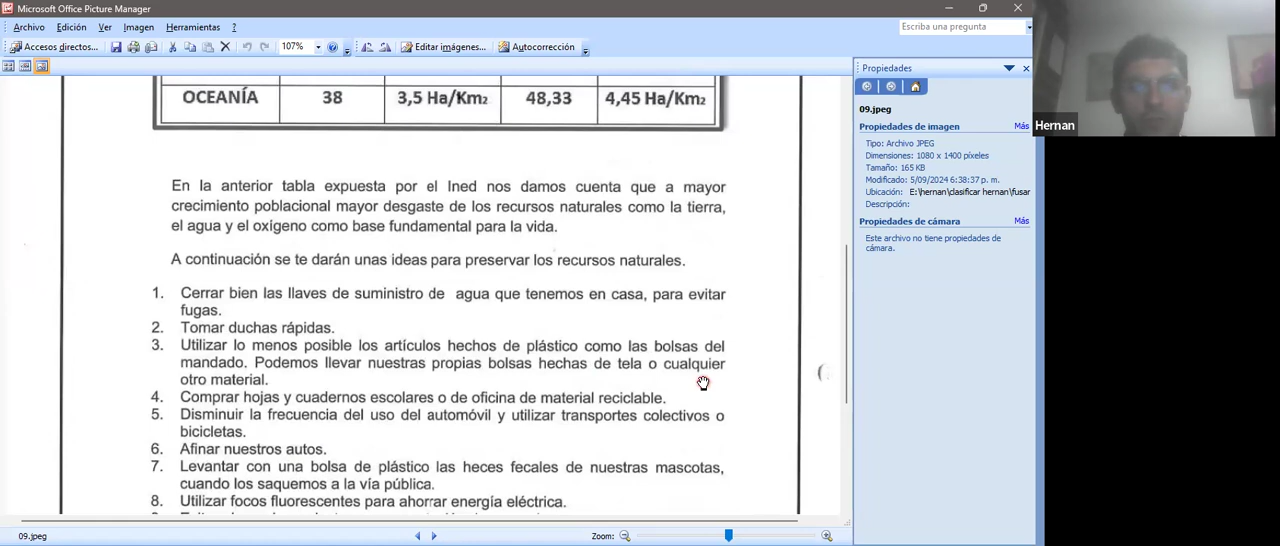 Microsoft Office Picture Manager
Archivo Edición Ver Imagen Herramientas ?
Escriba una pregunta
Accesos directos...
107%
Editar imágenes...
Autocorrección
OCEANÍA 38 3,5 Ha/Km2 48,33 4,45 Ha/Km2
En la anterior tabla expuesta por el Ined nos damos cuenta que a mayor
crecimiento poblacional mayor desgaste de los recursos naturales como la tierra,
el agua y el oxígeno como base fundamental para la vida.
A continuación se te darán unas ideas para preservar los recursos naturales.
1. Cerrar bien las llaves de suministro de agua que tenemos en casa, para evitar
fugas.
2. Tomar duchas rápidas.
3. Utilizar lo menos posible los artículos hechos de plástico como las bolsas del
mandado. Podemos llevar nuestras propias bolsas hechas de tela o cualquier
otro material.
4. Comprar hojas y cuadernos escolares o de oficina de material reciclable.
5. Disminuir la frecuencia del uso del automóvil y utilizar transportes colectivos o
bicicletas.
6. Afinar nuestros autos.
7. Levantar con una bolsa de plástico las heces fecales de nuestras mascotas,
cuando los saquemos a la vía pública.
8. Utilizar focos fluorescentes para ahorrar energía eléctrica.
09.jpeg
Zoom:
Propiedades
09.jpeg
Propiedades de imagen Más
Tipo: Archivo JPEG
Dimensiones: 1080 x 1400 píxeles
Tamaño: 165 KB
Modificado: 5/09/2024 6:38:37 p. m.
Ubicación: E:\hernan\clasificar hernan\fusar
Descripción:
Propiedades de cámara Más
Este archivo no tiene propiedades de
cámara.
Hernan